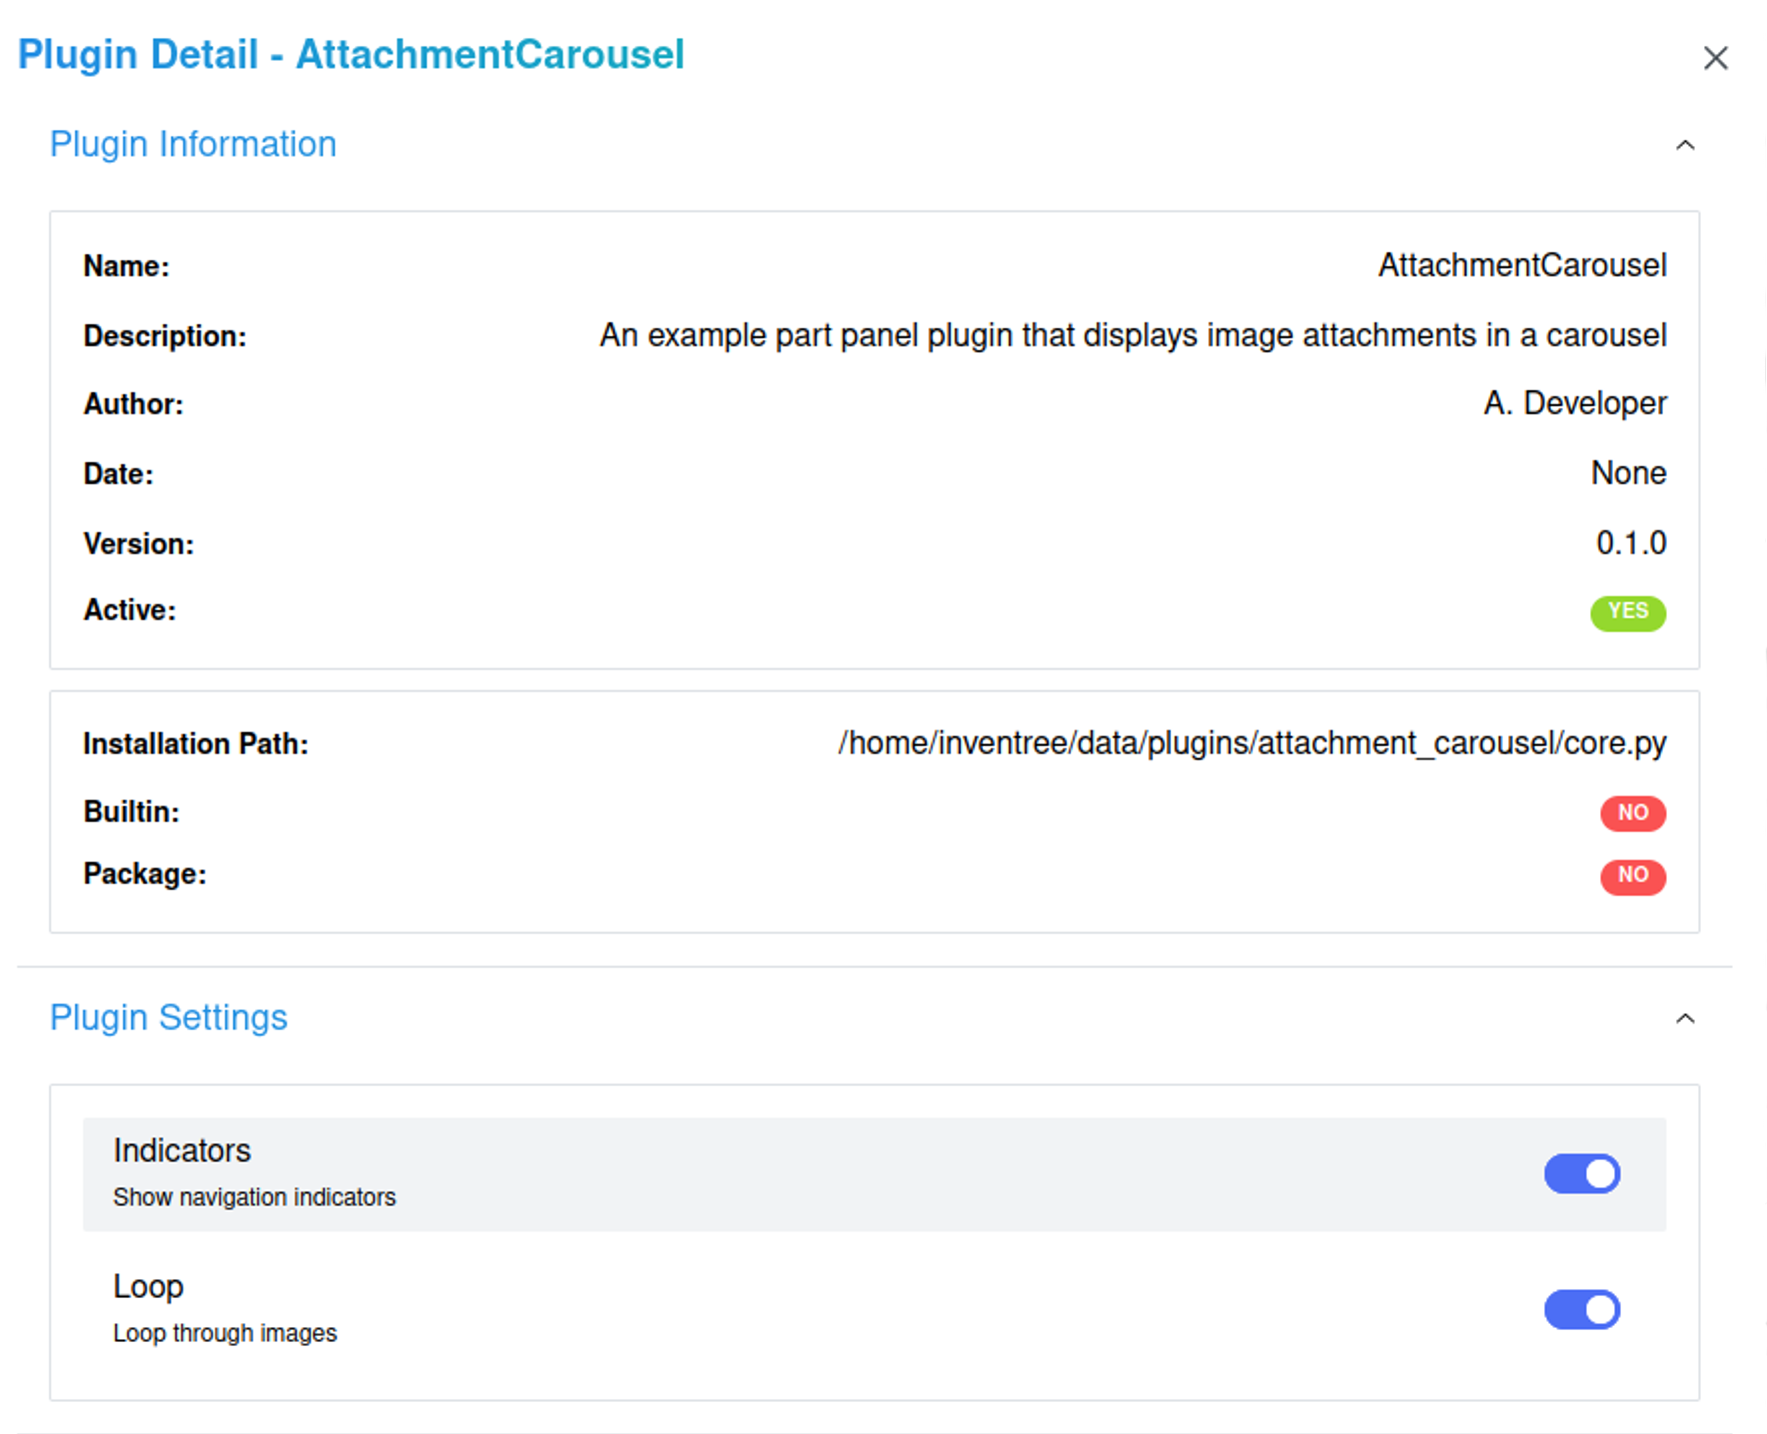 Plugin Detail - AttachmentCarousel
Plugin Information
Name: AttachmentCarousel
Description: An example part panel plugin that displays image attachments in a carousel
Author: A. Developer
Date: None
Version: 0.1.0
Active: YES
Installation Path: /home/inventree/data/plugins/attachment_carousel/core.py
Builtin: NO
Package: NO
Plugin Settings
Indicators
Show navigation indicators
Loop
Loop through images